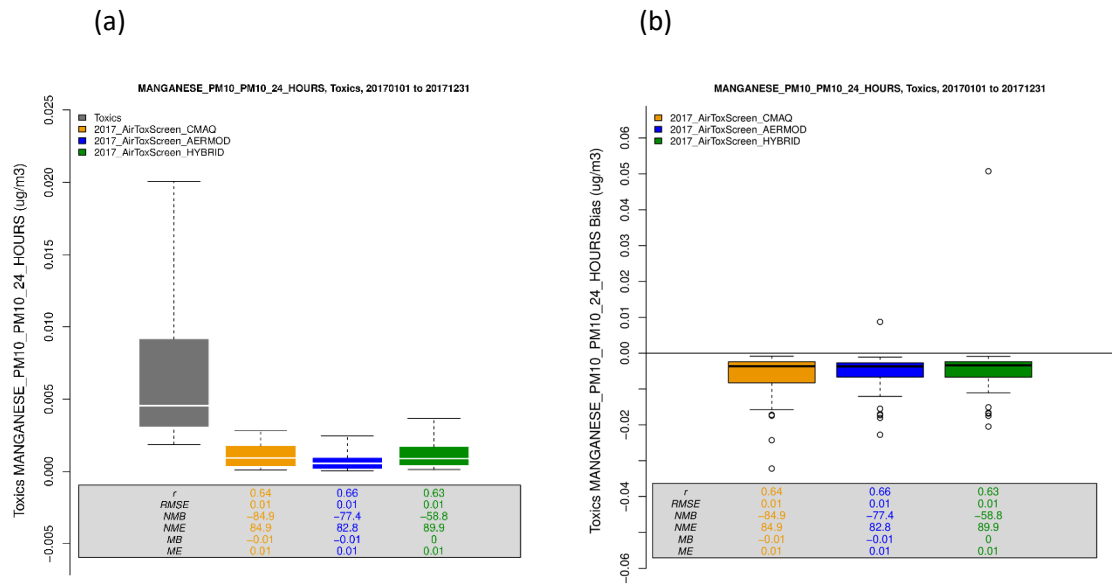 (a)
MANGANESE_PM10_PM10_24_HOURS, Toxics, 20170101 to 20171231
Toxics MANGANESE_PM10_PM10_24_HOURS (ug/m3)
0.025
0.020
0.015
0.010
0.005
0.000
−0.005
Toxics
2017_AirToxScreen_CMAQ
2017_AirToxScreen_AERMOD
2017_AirToxScreen_HYBRID
r 0.64 0.66 0.63
RMSE 0.01 0.01 0.01
NMB −84.9 −77.4 −58.8
NME 84.9 82.8 89.9
MB −0.01 −0.01 0
ME 0.01 0.01 0.01
(b)
MANGANESE_PM10_PM10_24_HOURS, Toxics, 20170101 to 20171231
Toxics MANGANESE_PM10_PM10_24_HOURS Bias (ug/m3)
0.06
0.05
0.04
0.03
0.02
0.01
0.00
−0.02
−0.04
−0.06
2017_AirToxScreen_CMAQ
2017_AirToxScreen_AERMOD
2017_AirToxScreen_HYBRID
r 0.64 0.66 0.63
RMSE 0.01 0.01 0.01
NMB −84.9 −77.4 −58.8
NME 84.9 82.8 89.9
MB −0.01 −0.01 0
ME 0.01 0.01 0.01